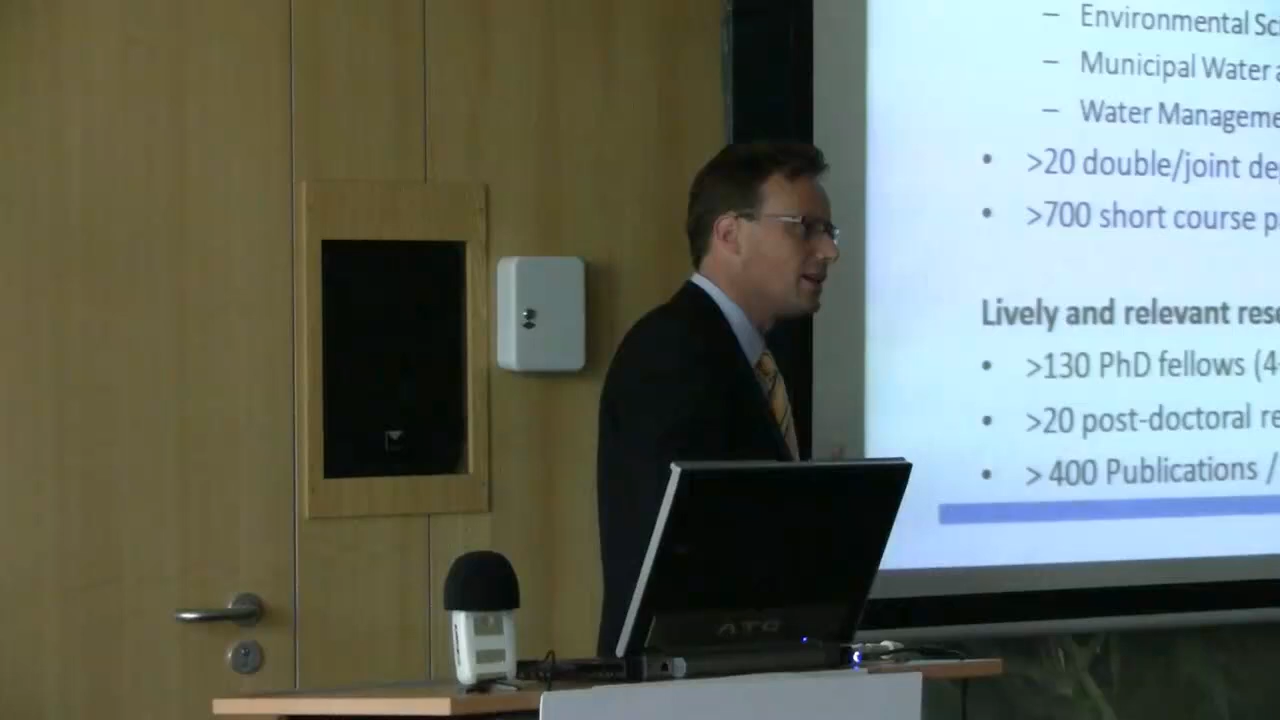 – Environmental Sc
– Municipal Water
– Water Manageme
• >20 double/joint de
• >700 short course p
Lively and relevant res
• >130 PhD fellows (4
• >20 post-doctoral re
• > 400 Publications /